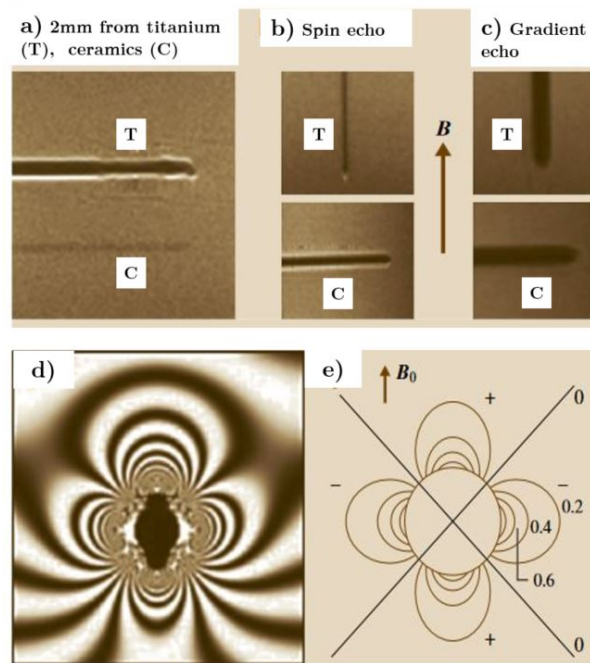 a) 2mm from titanium
(T), ceramics (C)
b) Spin echo
c) Gradient
echo
T
C
T
C
B
T
C
d)
e)
B0
+
0
−
−
0.2
0.4
0.6
+
0